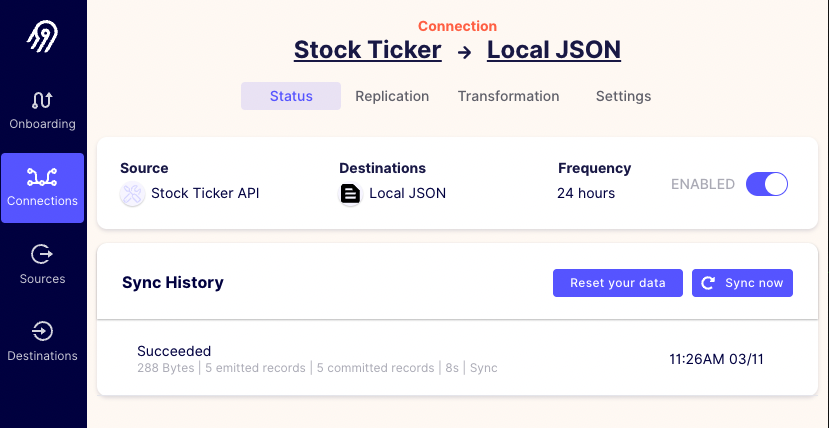 Connection
Stock Ticker → Local JSON
Onboarding
Connections
Sources
Destinations
Status Replication Transformation Settings
Source Destinations Frequency
Stock Ticker API Local JSON 24 hours ENABLED
Sync History Reset your data Sync now
Succeeded
288 Bytes | 5 emitted records | 5 committed records | 8s | Sync
11:26AM 03/11